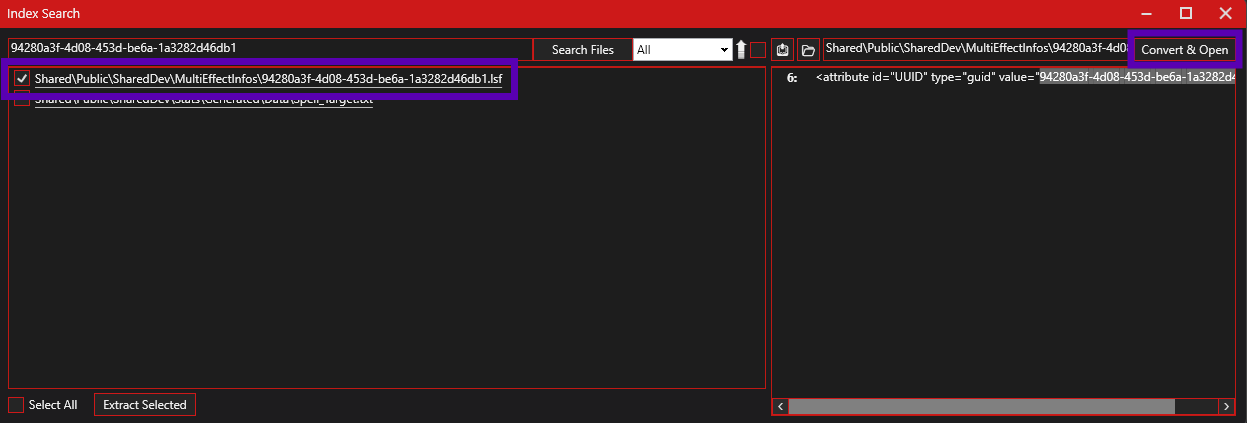 Index Search
94280a3f-4d08-453d-be6a-1a3282d46db1
Search Files
All
Shared\Public\SharedDev\MultiEffectInfos\94280a3f-4d0
Convert & Open
Shared\Public\SharedDev\MultiEffectInfos\94280a3f-4d08-453d-be6a-1a3282d46db1.lsf
Shared\Public\SharedDev\Stats\Generated\Data\Spell_Target.txt
6: <attribute id="UUID" type="guid" value="94280a3f-4d08-453d-be6a-1a3282d4
Select All
Extract Selected